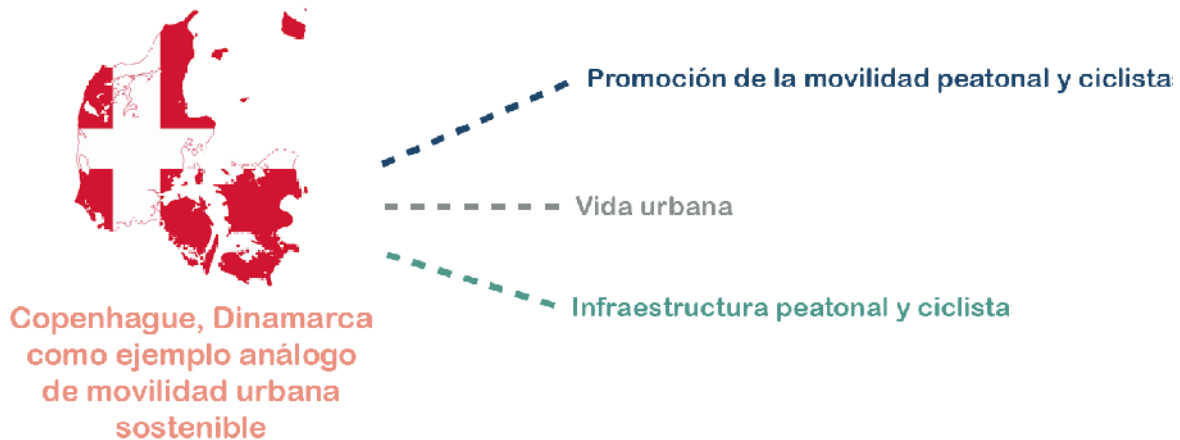 Promoción de la movilidad peatonal y ciclista
Vida urbana
Infraestructura peatonal y ciclista
Copenhague, Dinamarca
como ejemplo análogo
de movilidad urbana
sostenible